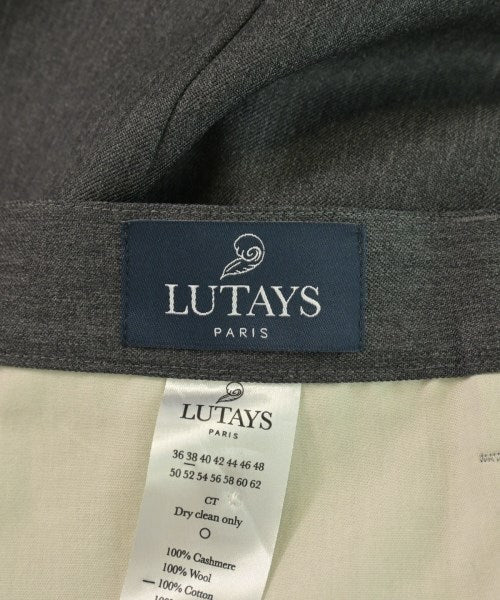 LUTAYS
PARIS
LUTAYS
PARIS
36 38 40 42 44 46 48
50 52 54 56 58 60 62
CT
Dry clean only
100% Cashmere
100% Wool
100% Cotton